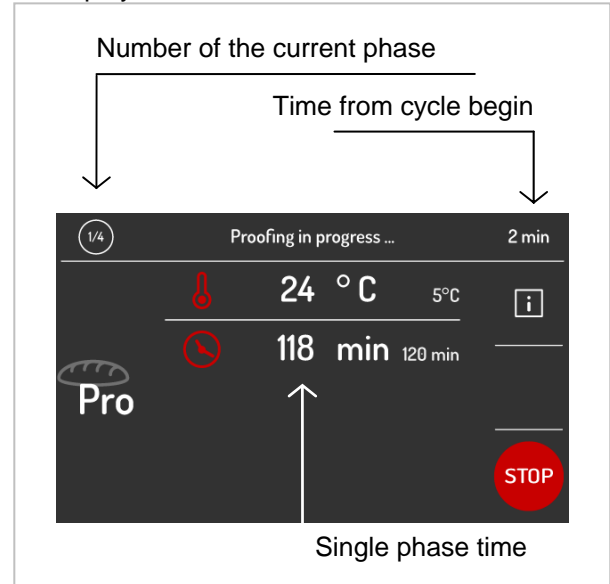 Number of the current phase
Time from cycle begin
1/4 Proofing in progress ... 2 min
24 °C 5°C
i
118 min 120 min
Pro
STOP
Single phase time